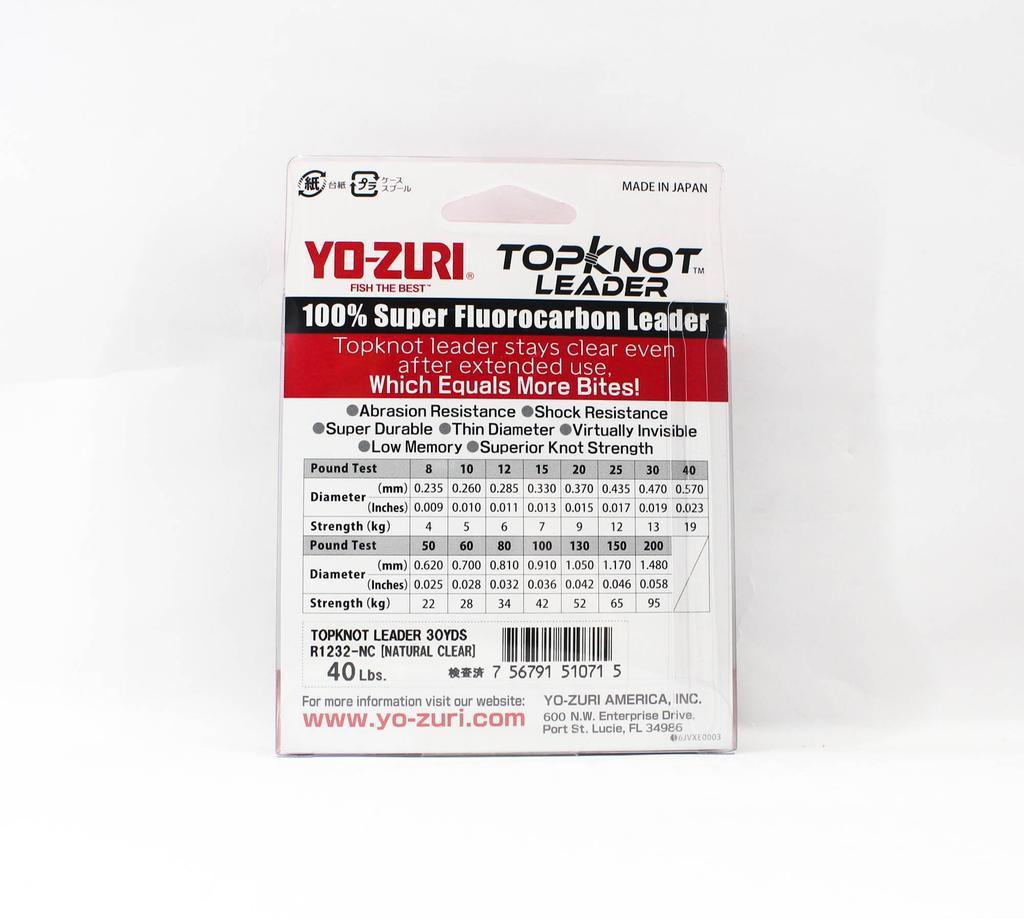 紙 台紙 プラ ケース
スプール
MADE IN JAPAN
YO-ZURI®
FISH THE BEST™
TOPKNOT™
LEADER
100% Super Fluorocarbon Leader
Topknot leader stays clear even
after extended use,
Which Equals More Bites!
●Abrasion Resistance ●Shock Resistance
●Super Durable ●Thin Diameter ●Virtually Invisible
●Low Memory ●Superior Knot Strength
Pound Test 8 10 12 15 20 25 30 40
Diameter (mm) 0.235 0.260 0.285 0.330 0.370 0.435 0.470 0.570
(Inches) 0.009 0.010 0.011 0.013 0.015 0.017 0.019 0.023
Strength (kg) 4 5 6 7 9 12 13 19
Pound Test 50 60 80 100 130 150 200
Diameter (mm) 0.620 0.700 0.810 0.910 1.050 1.170 1.480
(Inches) 0.025 0.028 0.032 0.036 0.042 0.046 0.058
Strength (kg) 22 28 34 42 52 65 95
TOPKNOT LEADER 30YDS
R1232-NC [NATURAL CLEAR]
40 Lbs.
検査済 7 56791 51071 5
For more information visit our website:
www.yo-zuri.com
YO-ZURI AMERICA, INC.
600 N.W. Enterprise Drive,
Port St. Lucie, FL 34986
6JVXE0003